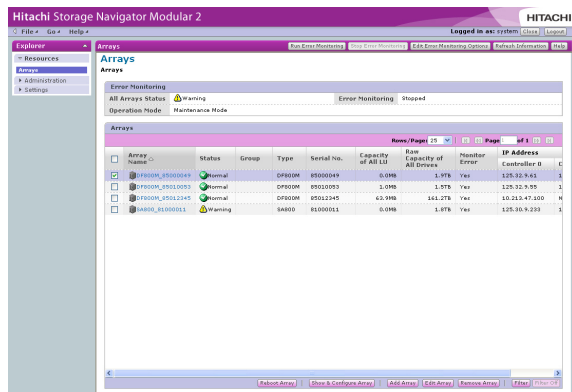 Hitachi Storage Navigator Modular 2
HITACHI
File Go Help
Logged in as: system Close Logout
Explorer
Resources
Arrays
Administration
Settings
Arrays
Run Error Monitoring Stop Error Monitoring Edit Error Monitoring Options Refresh Information Help
Arrays
Arrays
Error Monitoring
All Arrays Status Warning Error Monitoring Stopped
Operation Mode Maintenance Mode
Arrays
Rows/Page: 25 Page of 1
Array Name Status Group Type Serial No. Capacity of All LU Raw Capacity of All Drives Monitor Error IP Address
Controller 0 C
DF800M_85000049 Normal DF800M 85000049 0.0MB 1.9TB Yes 125.32.9.61 1
DF800M_85010053 Normal DF800M 85010053 1.0MB 1.5TB Yes 125.32.9.55 1
DF800M_85012345 Normal DF800M 85012345 63.9MB 161.2TB Yes 10.213.47.100 N
SA800_81000011 Warning SA800 81000011 0.0MB 1.8TB Yes 125.30.9.233 1
Reboot Array Show & Configure Array Add Array Edit Array Remove Array Filter Filter Off